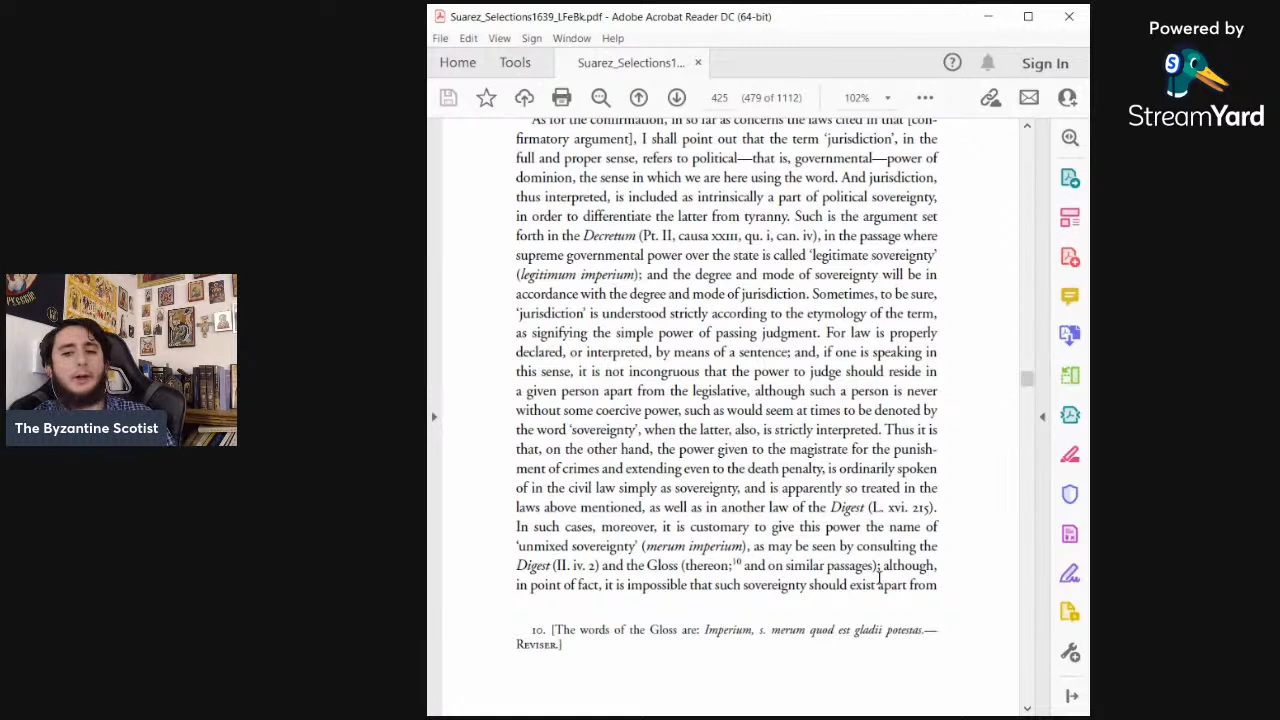 Suarez_Selections1639_LFeBk.pdf - Adobe Acrobat Reader DC (64-bit)
File Edit View Sign Window Help
Home Tools Suarez_Selections1... × Sign In
425 (479 of 1112) 102%
As for the confirmation, in so far as concerns the laws cited in that [con-
firmatory argument], I shall point out that the term ‘jurisdiction’, in the
full and proper sense, refers to political—that is, governmental—power of
dominion, the sense in which we are here using the word. And jurisdiction,
thus interpreted, is included as intrinsically a part of political sovereignty,
in order to differentiate the latter from tyranny. Such is the argument set
forth in the Decretum (Pt. II, causa XXIII, qu. i, can. iv), in the passage where
supreme governmental power over the state is called ‘legitimate sovereignty’
(legitimum imperium); and the degree and mode of sovereignty will be in
accordance with the degree and mode of jurisdiction. Sometimes, to be sure,
‘jurisdiction’ is understood strictly according to the etymology of the term,
as signifying the simple power of passing judgment. For law is properly
declared, or interpreted, by means of a sentence; and, if one is speaking in
this sense, it is not incongruous that the power to judge should reside in
a given person apart from the legislative, although such a person is never
without some coercive power, such as would seem at times to be denoted by
the word ‘sovereignty’, when the latter, also, is strictly interpreted. Thus it is
that, on the other hand, the power given to the magistrate for the punish-
ment of crimes and extending even to the death penalty, is ordinarily spoken
of in the civil law simply as sovereignty, and is apparently so treated in the
laws above mentioned, as well as in another law of the Digest (L. xvi. 215).
In such cases, moreover, it is customary to give this power the name of
‘unmixed sovereignty’ (merum imperium), as may be seen by consulting the
Digest (II. iv. 2) and the Gloss (thereon;10 and on similar passages); although,
in point of fact, it is impossible that such sovereignty should exist apart from
10. [The words of the Gloss are: Imperium, s. merum quod est gladii potestas.—
REVISER.]
The Byzantine Scotist
Powered by
S
StreamYard